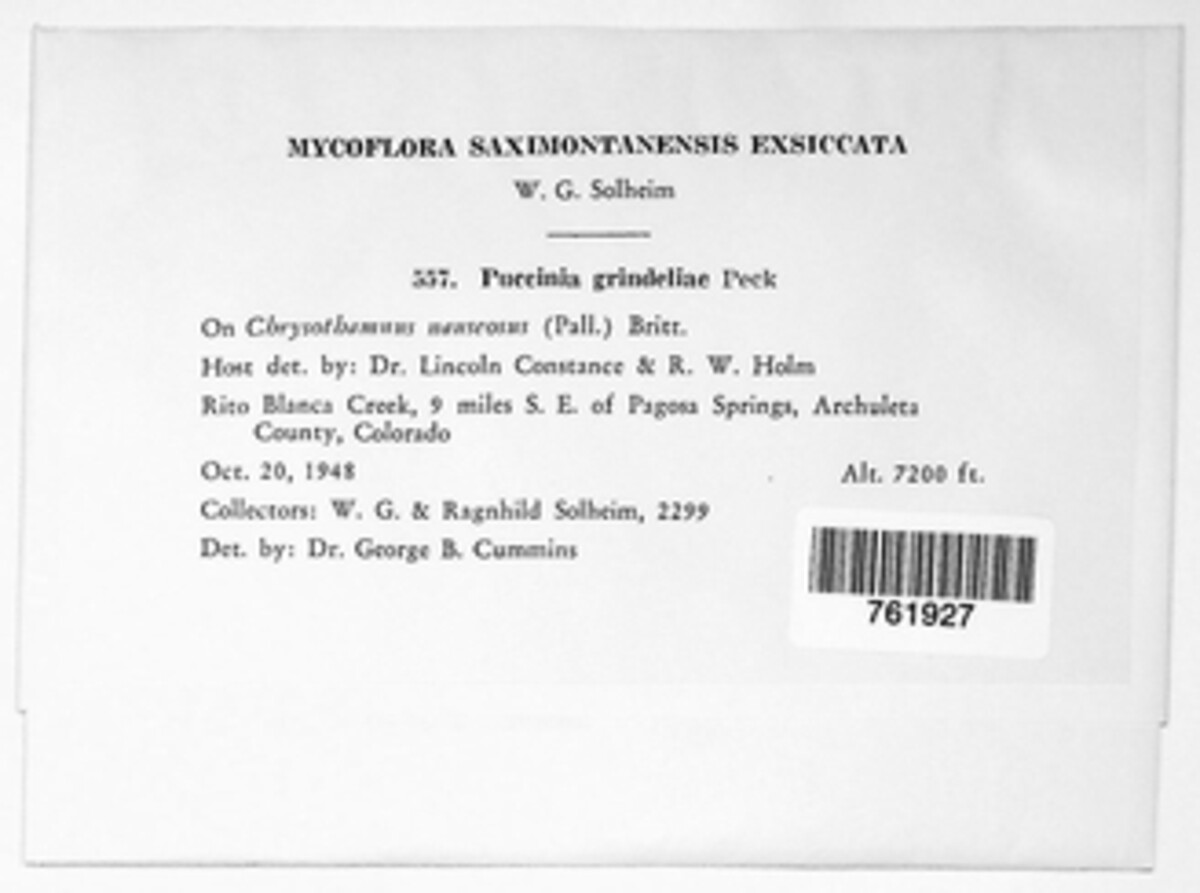 MYCOFLORA SAXIMONTANENSIS EXSICCATA
W. G. Solheim
557. Puccinia grindeliae Peck
On Chrysothamnus nauseosus (Pall.) Britt.
Host det. by: Dr. Lincoln Constance & R. W. Holm
Rito Blanca Creek, 9 miles S. E. of Pagosa Springs, Archuleta
County, Colorado
Oct. 20, 1948 Alt. 7200 ft.
Collectors: W. G. & Ragnhild Solheim, 2299
Det. by: Dr. George B. Cummins
761927